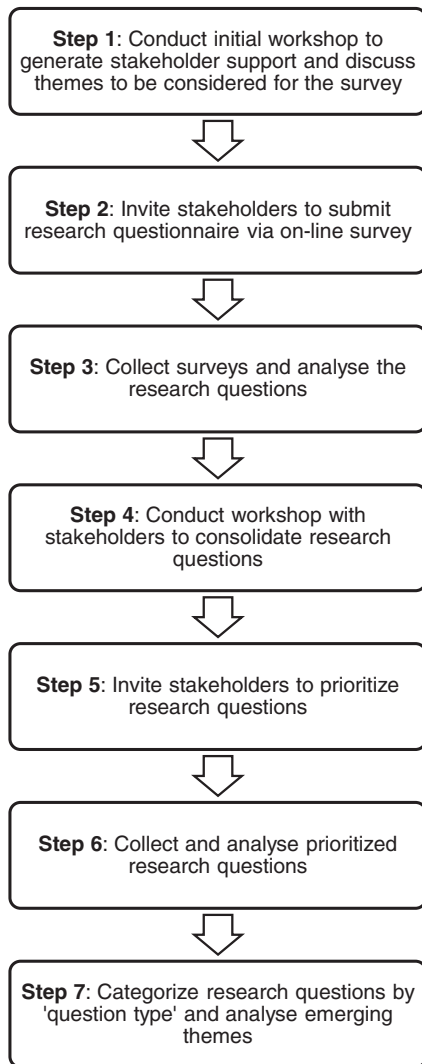 Step 1: Conduct initial workshop to
generate stakeholder support and discuss
themes to be considered for the survey
Step 2: Invite stakeholders to submit
research questionnaire via on-line survey
Step 3: Collect surveys and analyse the
research questions
Step 4: Conduct workshop with
stakeholders to consolidate research
questions
Step 5: Invite stakeholders to prioritize
research questions
Step 6: Collect and analyse prioritized
research questions
Step 7: Categorize research questions by
'question type' and analyse emerging
themes